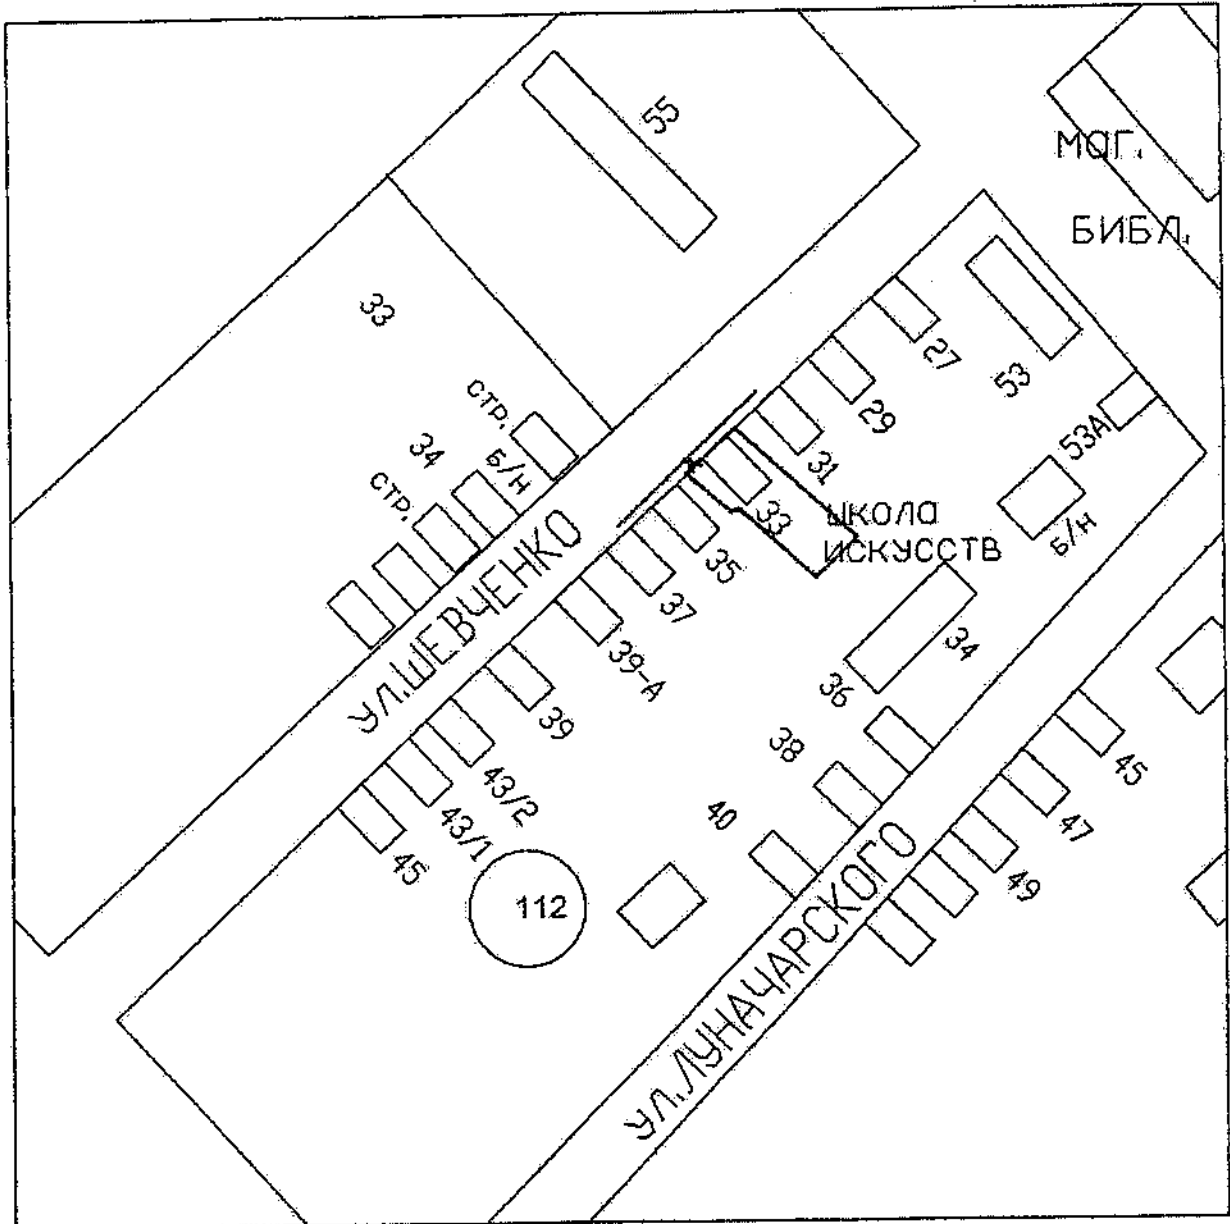 55
МАГ.
БИБЛ.
33
27
53
29
СТР.
34
Б/Н
53А
31
СТР.
33
ШКОЛА
ИСКУССТВ
Б/Н
35
УЛ.ШЕВЧЕНКО
37
34
39-А
36
39
38
45
43/2
47
40
43/1
45
49
112
УЛ.ЛУНАЧАРСКОГО